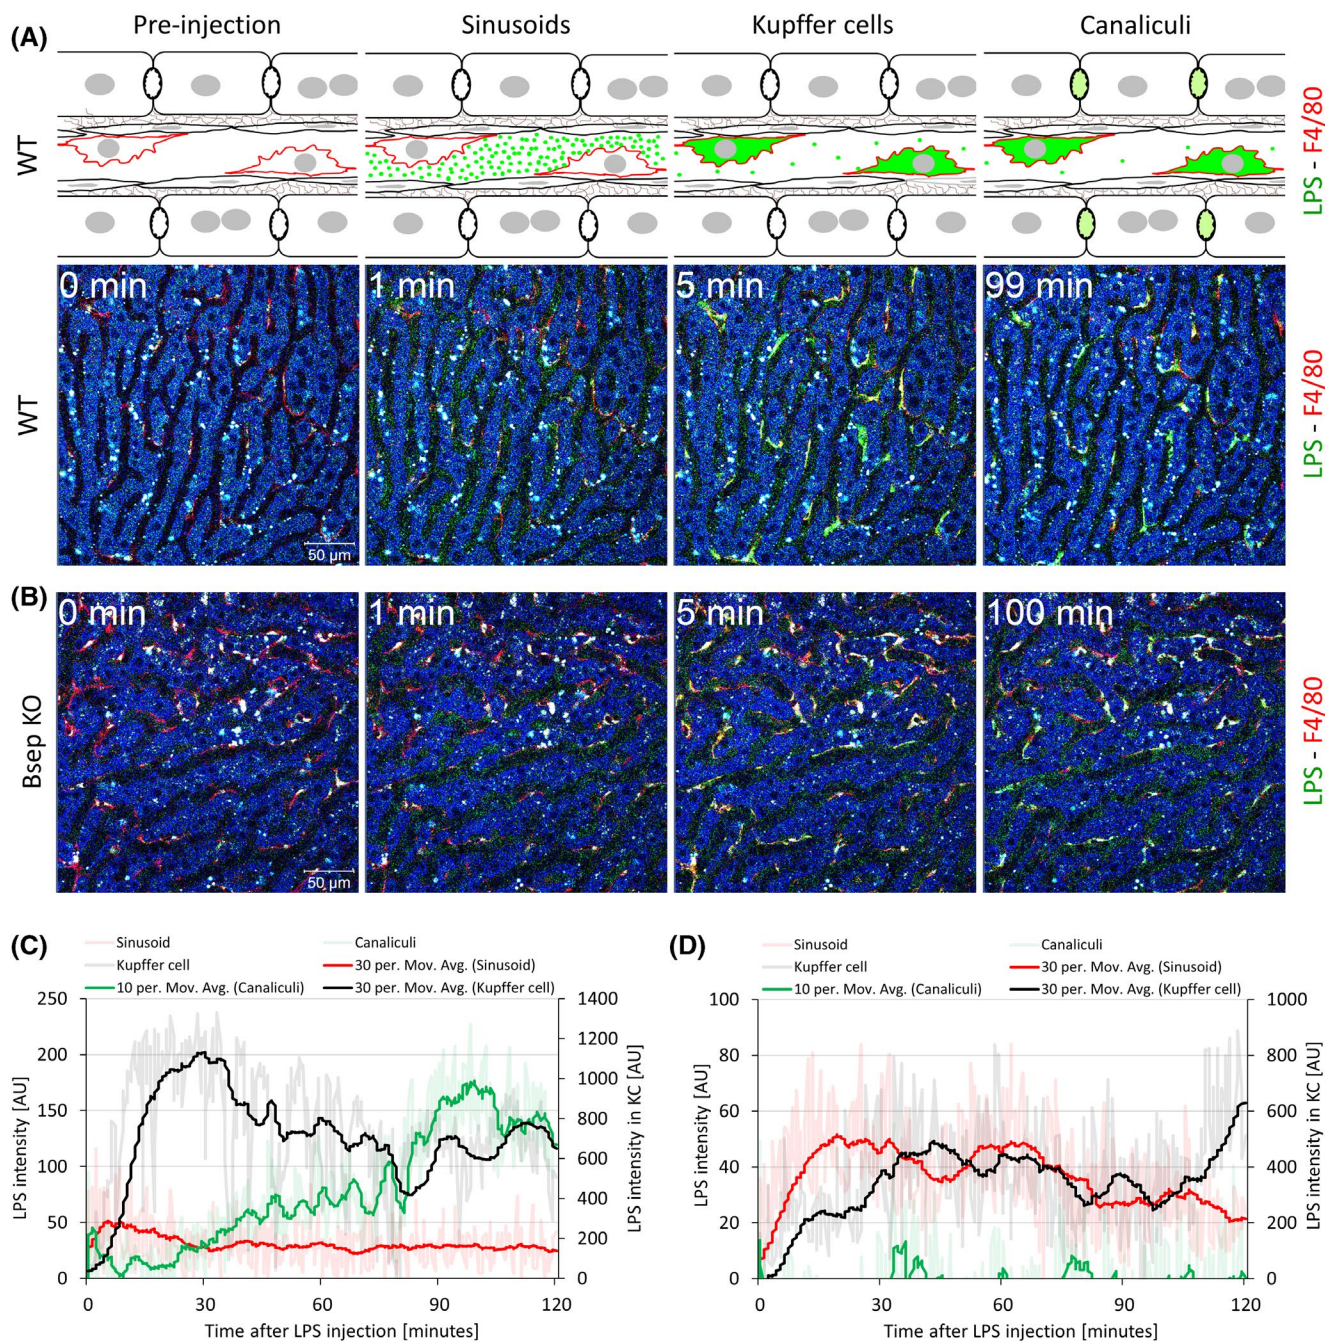 (A)
Pre-injection Sinusoids Kupffer cells Canaliculi
WT
LPS - F4/80
0 min 1 min 5 min 99 min
WT
LPS - F4/80
50 µm
(B)
0 min 1 min 5 min 100 min
Bsep KO
LPS - F4/80
50 µm
(C)
Sinusoid Canaliculi
Kupffer cell 30 per. Mov. Avg. (Sinusoid)
10 per. Mov. Avg. (Canaliculi) 30 per. Mov. Avg. (Kupffer cell)
250 1400
1200
200
1000
150
800
600
100
400
50
200
0 0
0 30 60 90 120
LPS intensity [AU]
LPS intensity in KC [AU]
Time after LPS injection [minutes]
(D)
Sinusoid Canaliculi
Kupffer cell 30 per. Mov. Avg. (Sinusoid)
10 per. Mov. Avg. (Canaliculi) 30 per. Mov. Avg. (Kupffer cell)
100 1000
80 800
60 600
40 400
20 200
0 0
0 30 60 90 120
LPS intensity [AU]
LPS intensity in KC [AU]
Time after LPS injection [minutes]